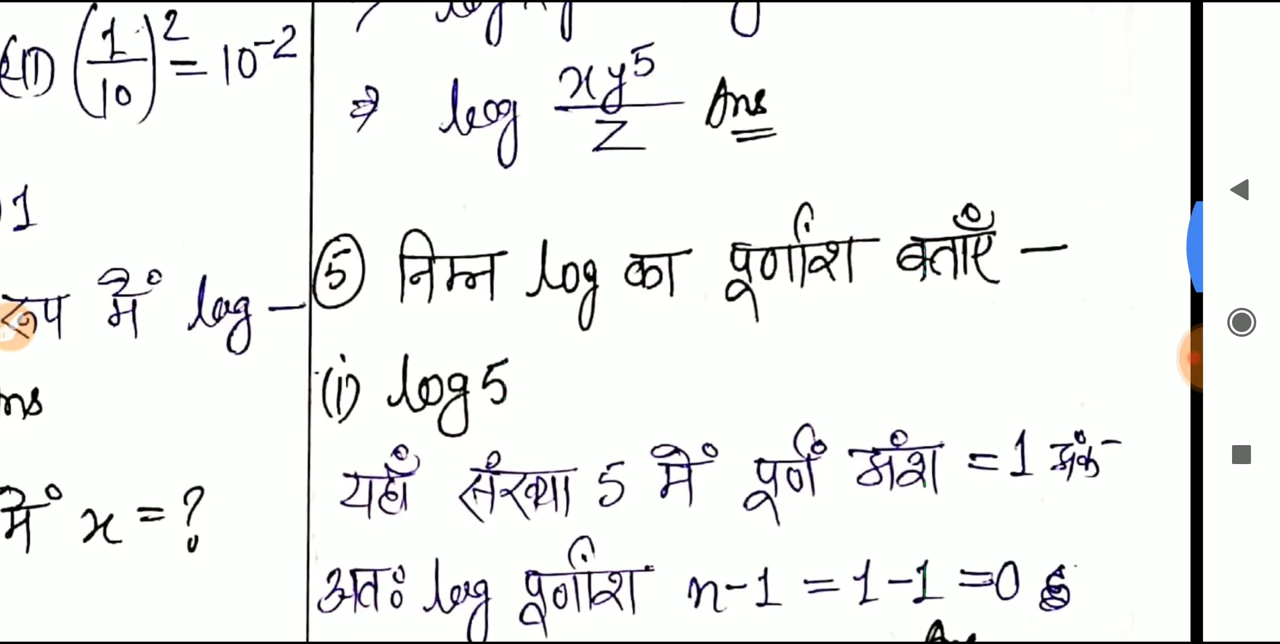 (ii) (1/10)² = 10⁻²
1
रूप में log –
में x = ?
⇒ log xy⁵/z Ans
⑤ निम्न log का पूर्णांश बताएँ –
(i) log 5
यहाँ संख्या 5 में पूर्ण अंश = 1 अंक
अतः log पूर्णांश n-1 = 1-1 = 0 है